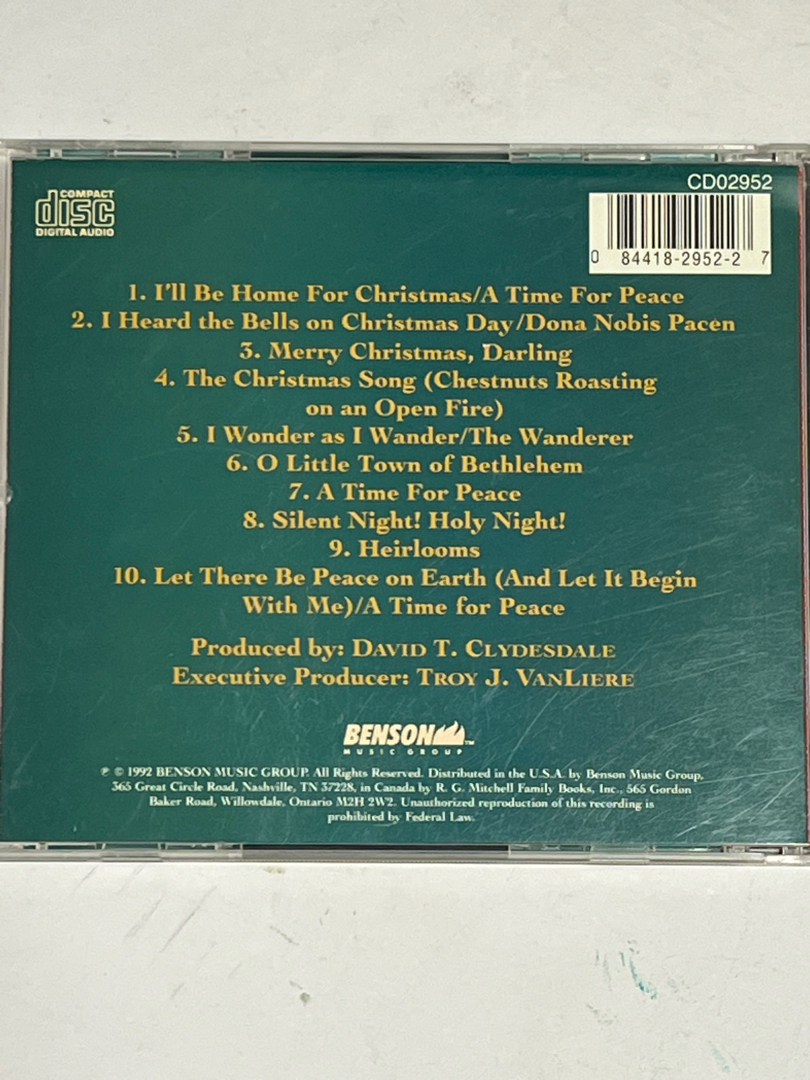 CD02952
COMPACT
disc
DIGITAL AUDIO
0 84418-2952-2 7
1. I'll Be Home For Christmas/A Time For Peace
2. I Heard the Bells on Christmas Day/Dona Nobis Pacen
3. Merry Christmas, Darling
4. The Christmas Song (Chestnuts Roasting
on an Open Fire)
5. I Wonder as I Wander/The Wanderer
6. O Little Town of Bethlehem
7. A Time For Peace
8. Silent Night! Holy Night!
9. Heirlooms
10. Let There Be Peace on Earth (And Let It Begin
With Me)/A Time for Peace
Produced by: DAVID T. CLYDESDALE
Executive Producer: TROY J. VANLIERE
BENSON™
MUSIC GROUP
℗ © 1992 BENSON MUSIC GROUP. All Rights Reserved. Distributed in the U.S.A. by Benson Music Group,
365 Great Circle Road, Nashville, TN 37228, in Canada by R. G. Mitchell Family Books, Inc., 565 Gordon
Baker Road, Willowdale, Ontario M2H 2W2. Unauthorized reproduction of this recording is
prohibited by Federal Law.